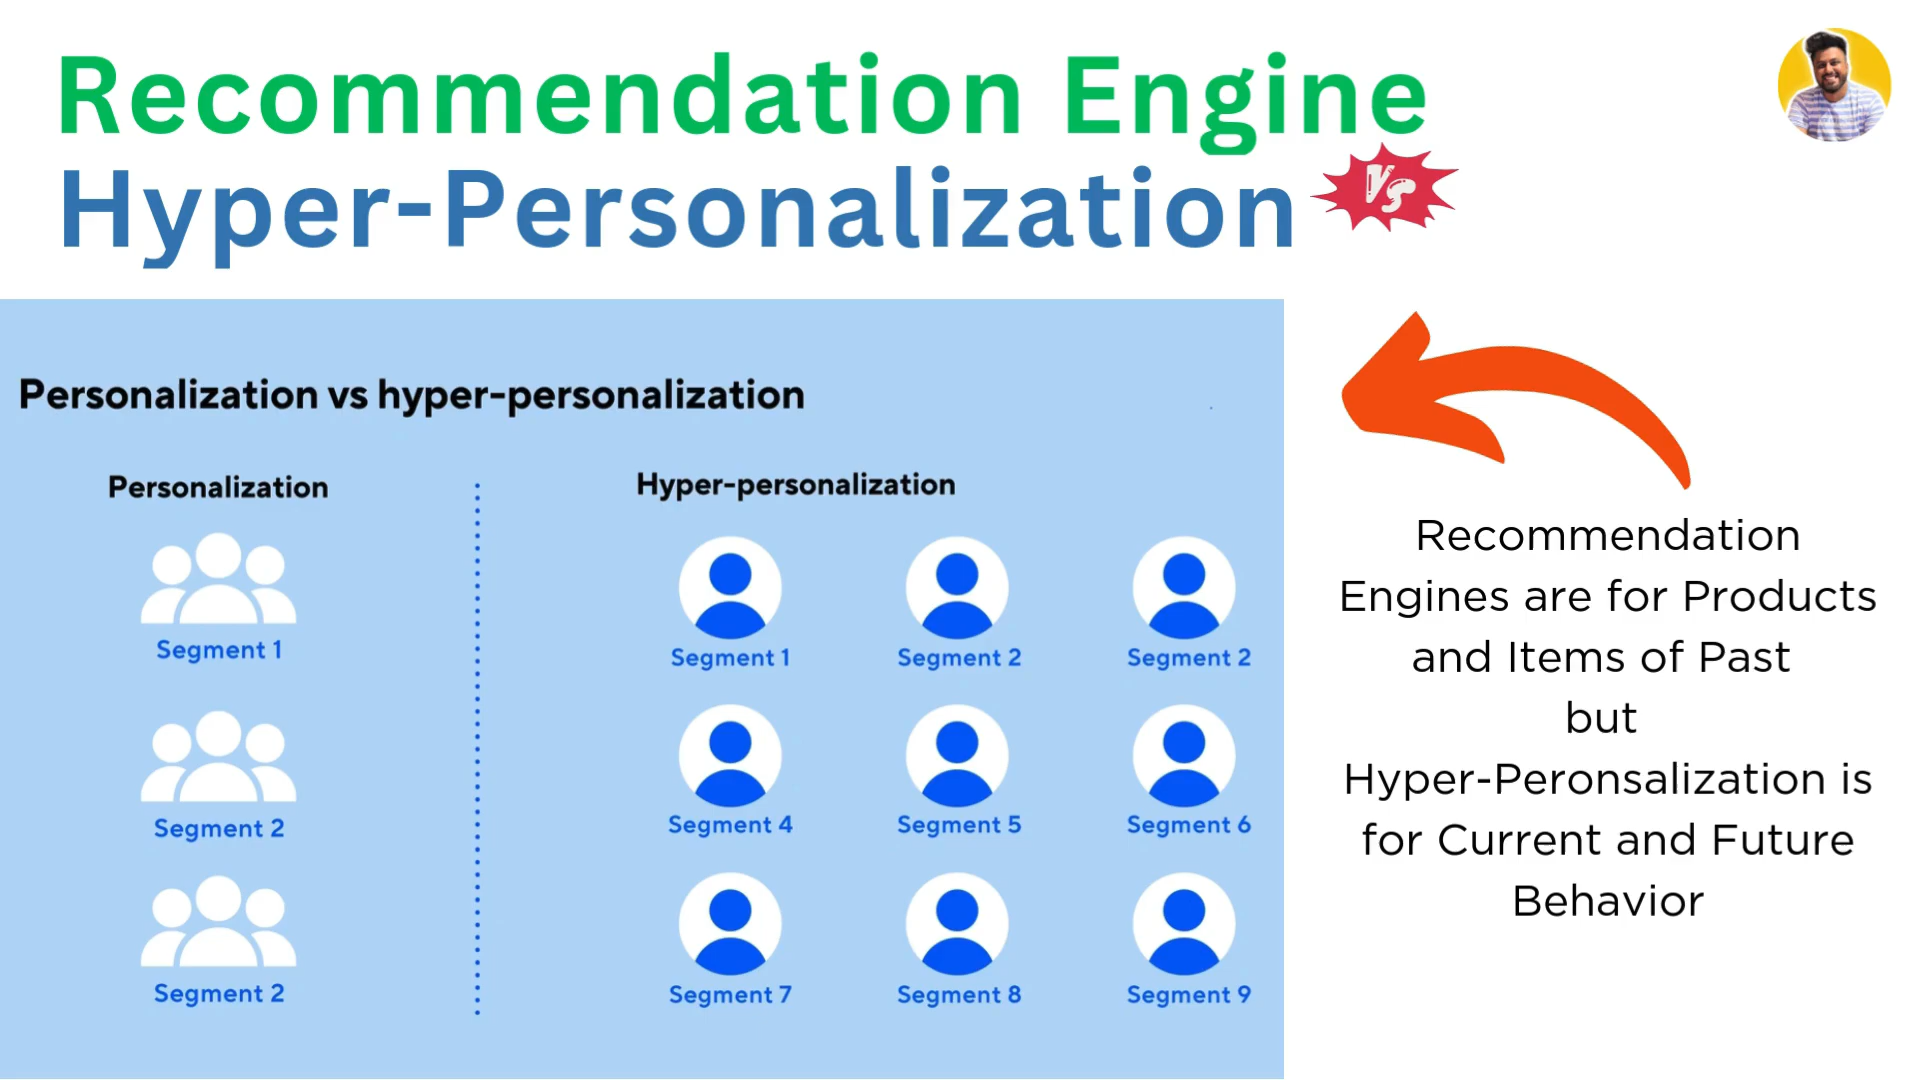 Recommendation Engine
Hyper-Personalization
Vs
Personalization vs hyper-personalization
Personalization
Segment 1
Segment 2
Segment 2
Hyper-personalization
Segment 1 Segment 2 Segment 2
Segment 4 Segment 5 Segment 6
Segment 7 Segment 8 Segment 9
Recommendation
Engines are for Products
and Items of Past
but
Hyper-Peronsalization is
for Current and Future
Behavior